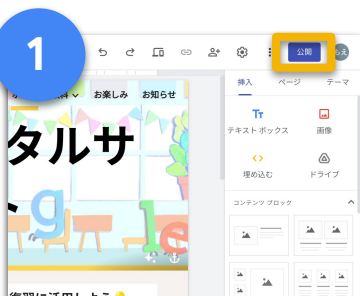 1
公開
もえ
挿入 ページ テーマ
お楽しみ お知らせ
Tт
テキスト ボックス 画像
タルサ
埋め込む ドライブ
g
le
コンテンツ ブロック
復習に活用しよう